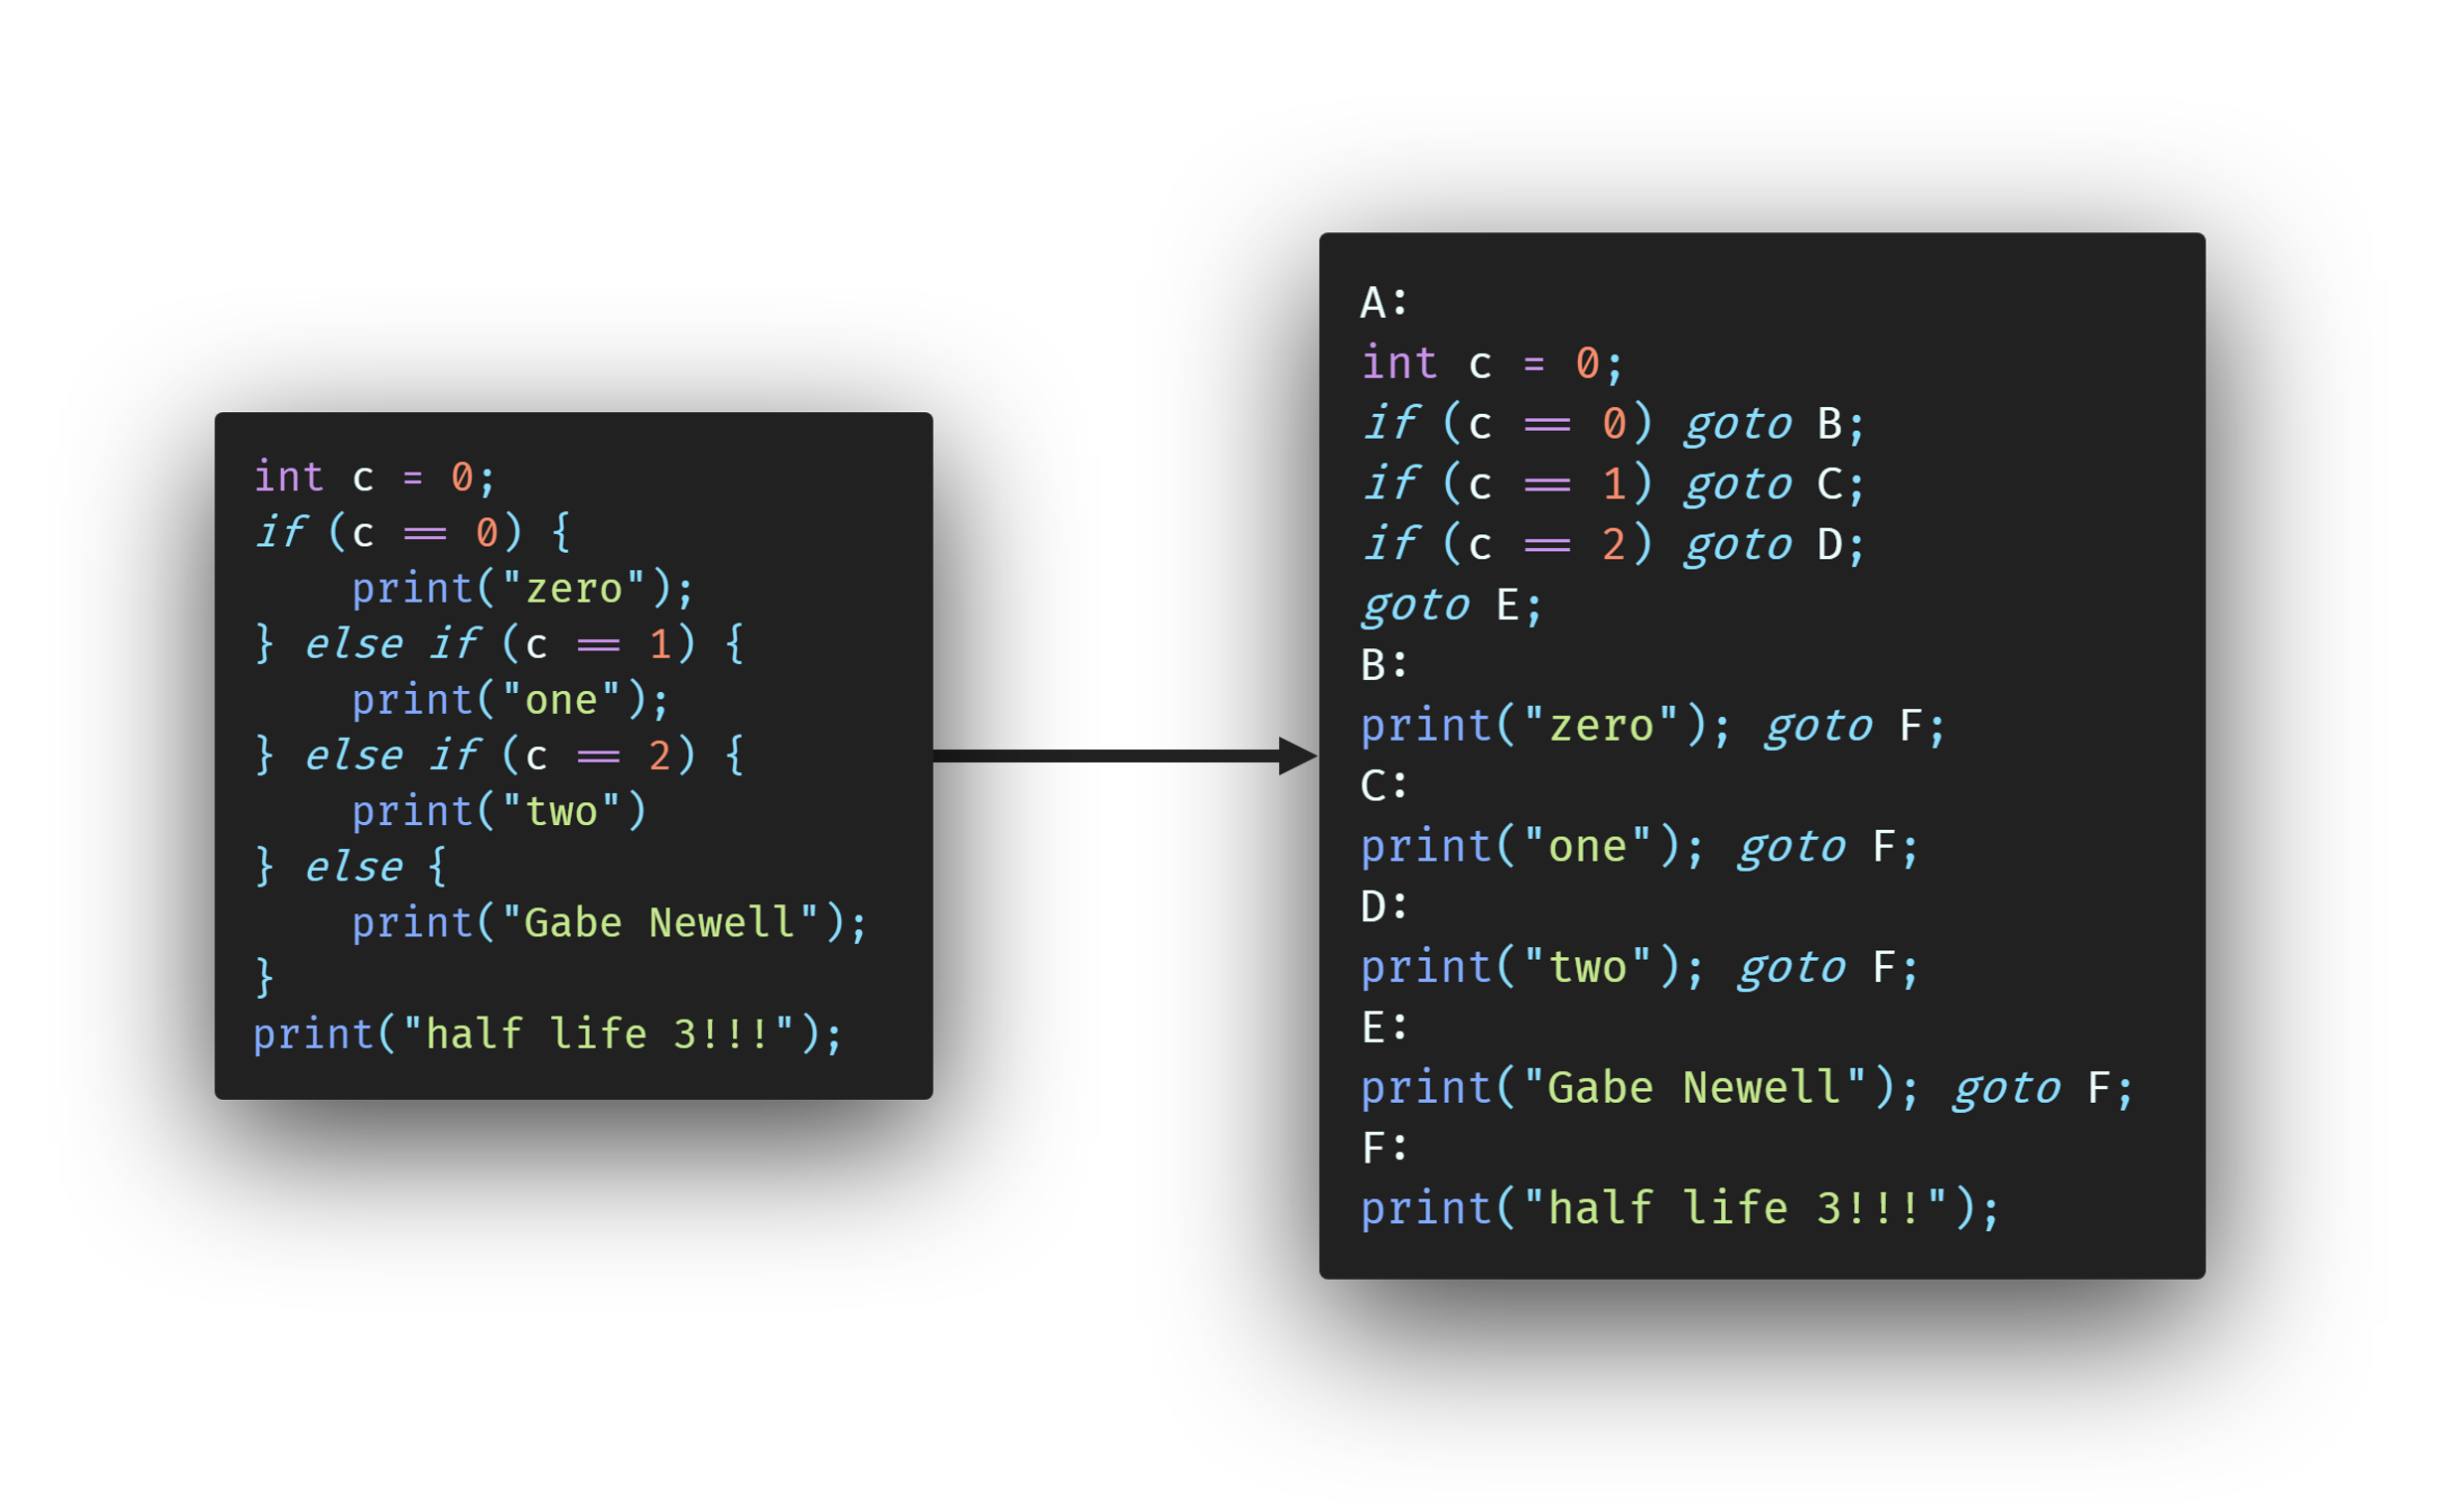 int c = 0;
if (c == 0) {
    print("zero");
} else if (c == 1) {
    print("one");
} else if (c == 2) {
    print("two")
} else {
    print("Gabe Newell");
}
print("half life 3!!!");
A:
int c = 0;
if (c == 0) goto B;
if (c == 1) goto C;
if (c == 2) goto D;
goto E;
B:
print("zero"); goto F;
C:
print("one"); goto F;
D:
print("two"); goto F;
E:
print("Gabe Newell"); goto F;
F:
print("half life 3!!!");